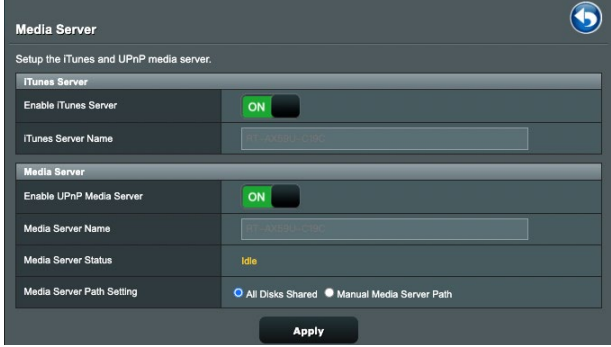 Media Server
Setup the iTunes and UPnP media server.
iTunes Server
Enable iTunes Server ON
iTunes Server Name
Media Server
Enable UPnP Media Server ON
Media Server Name
Media Server Status Idle
Media Server Path Setting All Disks Shared Manual Media Server Path
Apply